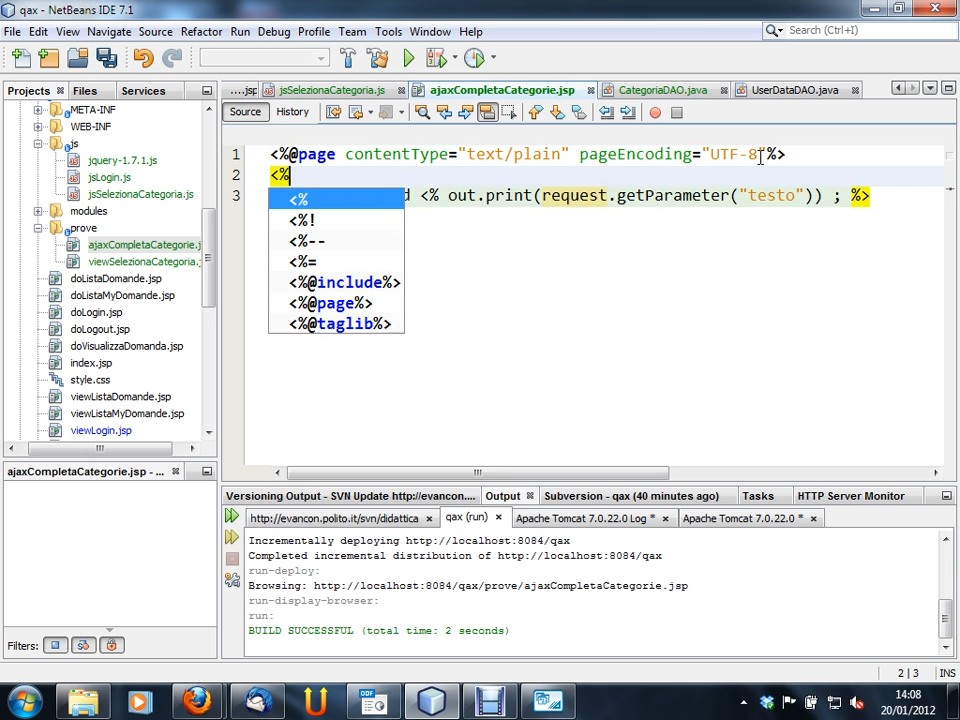 qax - NetBeans IDE 7.1
File Edit View Navigate Source Refactor Run Debug Profile Team Tools Window Help
Search (Ctrl+I)
Projects Files Services
....jsp jsSelezionaCategoria.js ajaxCompletaCategorie.jsp CategoriaDAO.java UserDataDAO.java
Source History
META-INF
WEB-INF
js
jquery-1.7.1.js
jsLogin.js
jsSelezionaCategoria.js
modules
prove
ajaxCompletaCategorie.j
viewSelezionaCategoria.
doListaDomande.jsp
doListaMyDomande.jsp
doLogin.jsp
doLogout.jsp
doVisualizzaDomanda.jsp
index.jsp
style.css
viewListaDomande.jsp
viewListaMyDomande.jsp
viewLogin.jsp
1 <%@page contentType="text/plain" pageEncoding="UTF-8"%>
2 <%
3 d <% out.print(request.getParameter("testo")) ; %>
<%
<%!
<%--
<%=
<%@include%>
<%@page%>
<%@taglib%>
ajaxCompletaCategorie.jsp - ...
Filters:
Versioning Output - SVN Update http://evancon.... Output Subversion - qax (40 minutes ago) Tasks HTTP Server Monitor
http://evancon.polito.it/svn/didattica qax (run) Apache Tomcat 7.0.22.0 Log * Apache Tomcat 7.0.22.0 *
Incrementally deploying http://localhost:8084/qax
Completed incremental distribution of http://localhost:8084/qax
run-deploy:
Browsing: http://localhost:8084/qax/prove/ajaxCompletaCategorie.jsp
run-display-browser:
run:
BUILD SUCCESSFUL (total time: 2 seconds)
2 | 3 INS
14:08
20/01/2012